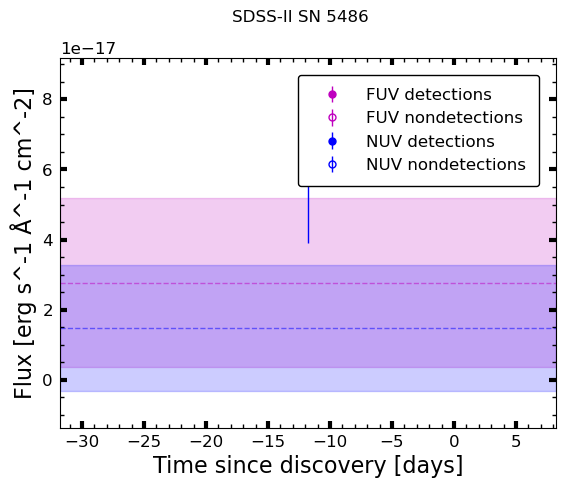 SDSS-II SN 5486
1e−17
FUV detections
FUV nondetections
NUV detections
NUV nondetections
8
6
4
2
0
Flux [erg s^-1 Å^-1 cm^-2]
−30 −25 −20 −15 −10 −5 0 5
Time since discovery [days]